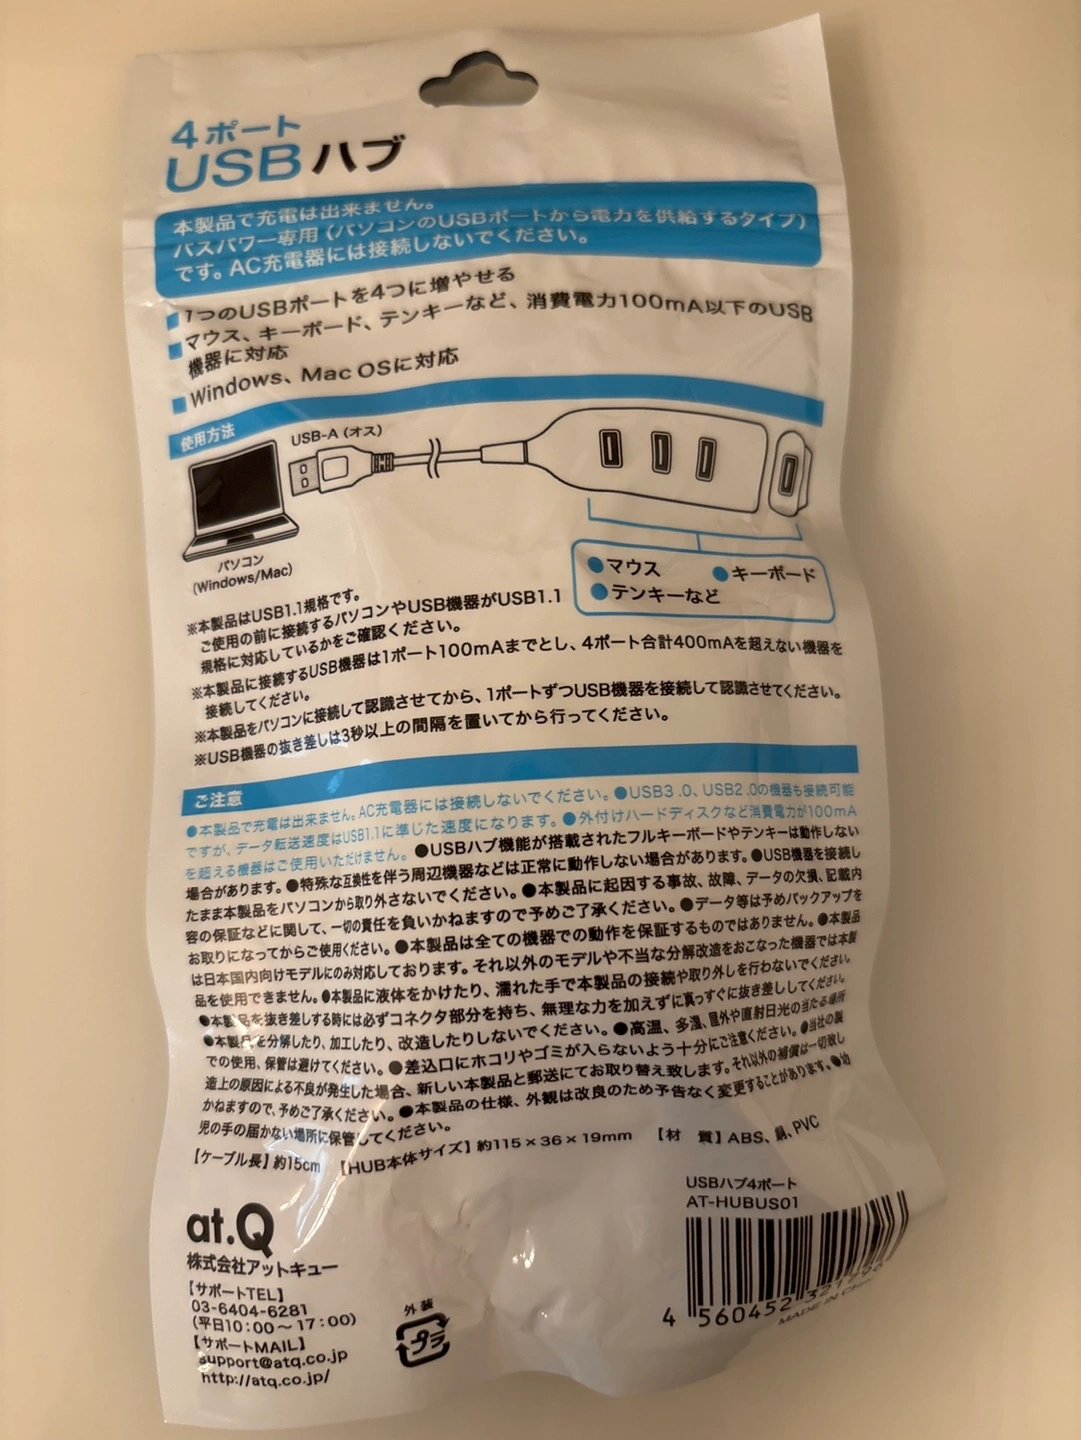 4ポート
USBハブ
本製品で充電は出来ません。
バスパワー専用(パソコンのUSBポートから電力を供給するタイプ)
です。AC充電器には接続しないでください。
■1つのUSBポートを4つに増やせる
■マウス、キーボード、テンキーなど、消費電力100mA以下のUSB
機器に対応
■Windows、Mac OSに対応
使用方法
USB-A(オス)
パソコン
(Windows/Mac)
●マウス ●キーボード
●テンキーなど
※本製品はUSB1.1規格です。
ご使用の前に接続するパソコンやUSB機器がUSB1.1
規格に対応しているかをご確認ください。
※本製品に接続するUSB機器は1ポート100mAまでとし、4ポート合計400mAを超えない機器を
接続してください。
※本製品をパソコンに接続して認識させてから、1ポートずつUSB機器を接続して認識させてください。
※USB機器の抜き差しは3秒以上の間隔を置いてから行ってください。
ご注意
●本製品で充電は出来ません。AC充電器には接続しないでください。●USB3.0、USB2.0の機器も接続可能
ですが、データ転送速度はUSB1.1に準じた速度になります。●外付けハードディスクなど消費電力が100mA
を超える機器はご使用いただけません。●USBハブ機能が搭載されたフルキーボードやテンキーは動作しない
場合があります。●特殊な互換性を伴う周辺機器などは正常に動作しない場合があります。●USB機器を接続し
たまま本製品をパソコンから取り外さないでください。●本製品に起因する事故、故障、データの欠損、記載内
容の保証などに関して、一切の責任を負いかねますので予めご了承ください。●データ等は予めバックアップを
お取りになってからご使用ください。●本製品は全ての機器での動作を保証するものではありません。●本製品
は日本国内向けモデルにのみ対応しております。それ以外のモデルや不当な分解改造をおこなった機器では本製
品を使用できません。●本製品に液体をかけたり、濡れた手で本製品の接続や取り外しを行わないでください。
●本製品を抜き差しする時には必ずコネクタ部分を持ち、無理な力を加えずに真っすぐに抜き差ししてください。
●本製品を分解したり、加工したり、改造したりしないでください。●高温、多湿、屋外や直射日光の当たる場所
での使用、保管は避けてください。●差込口にホコリやゴミが入らないよう十分にご注意ください。●当社の製
造上の原因による不良が発生した場合、新しい本製品と郵送にてお取り替え致します。それ以外の補償は一切致し
かねますので、予めご了承ください。●本製品の仕様、外観は改良のため予告なく変更することがあります。●幼
児の手の届かない場所に保管してください。
【ケーブル長】約15cm 【HUB本体サイズ】約115×36×19mm 【材 質】ABS、銅、PVC
at.Q
株式会社アットキュー
【サポートTEL】
03-6404-6281
(平日10:00〜17:00)
【サポートMAIL】
support@atq.co.jp
http://atq.co.jp/
外装
プラ
USBハブ4ポート
AT-HUBUS01
4 560452
MADE IN